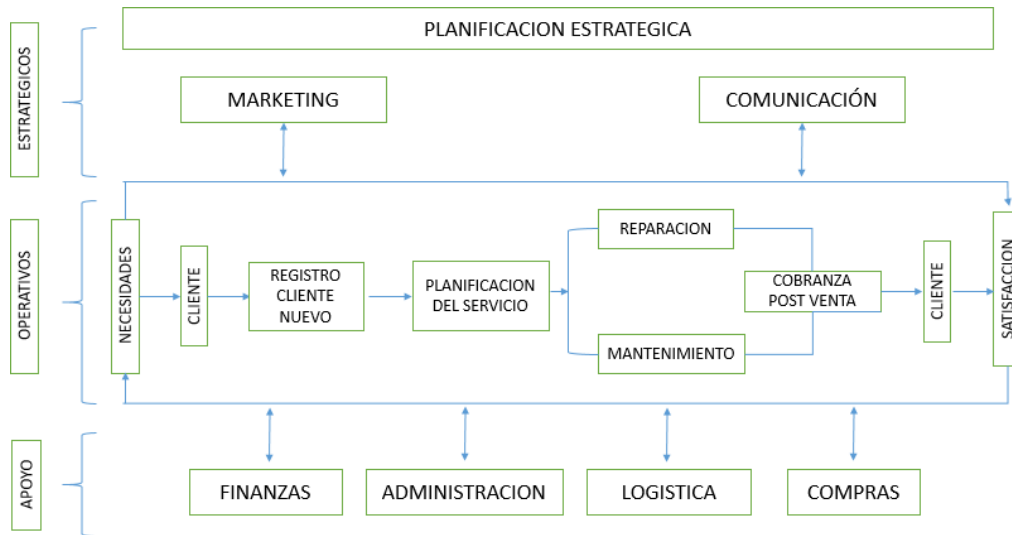 ESTRATEGICOS
PLANIFICACION ESTRATEGICA
MARKETING
COMUNICACIÓN
OPERATIVOS
NECESIDADES
CLIENTE
REGISTRO
CLIENTE
NUEVO
PLANIFICACION
DEL SERVICIO
REPARACION
MANTENIMIENTO
COBRANZA
POST VENTA
CLIENTE
SATISFACCION
APOYO
FINANZAS
ADMINISTRACION
LOGISTICA
COMPRAS